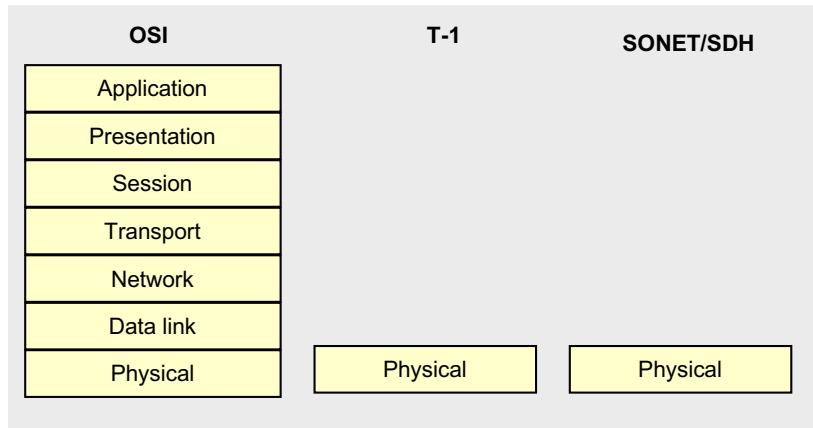 OSI
T-1
SONET/SDH
Application
Presentation
Session
Transport
Network
Data link
Physical
Physical
Physical